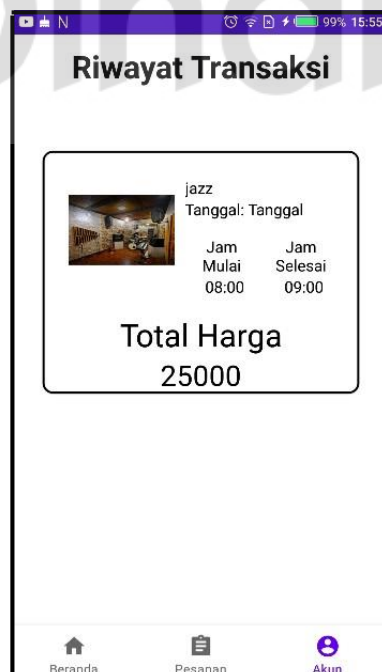 N 99% 15:55
Riwayat Transaksi
jazz
Tanggal: Tanggal
Jam Jam
Mulai Selesai
08:00 09:00
Total Harga
25000
Beranda Pesanan Akun